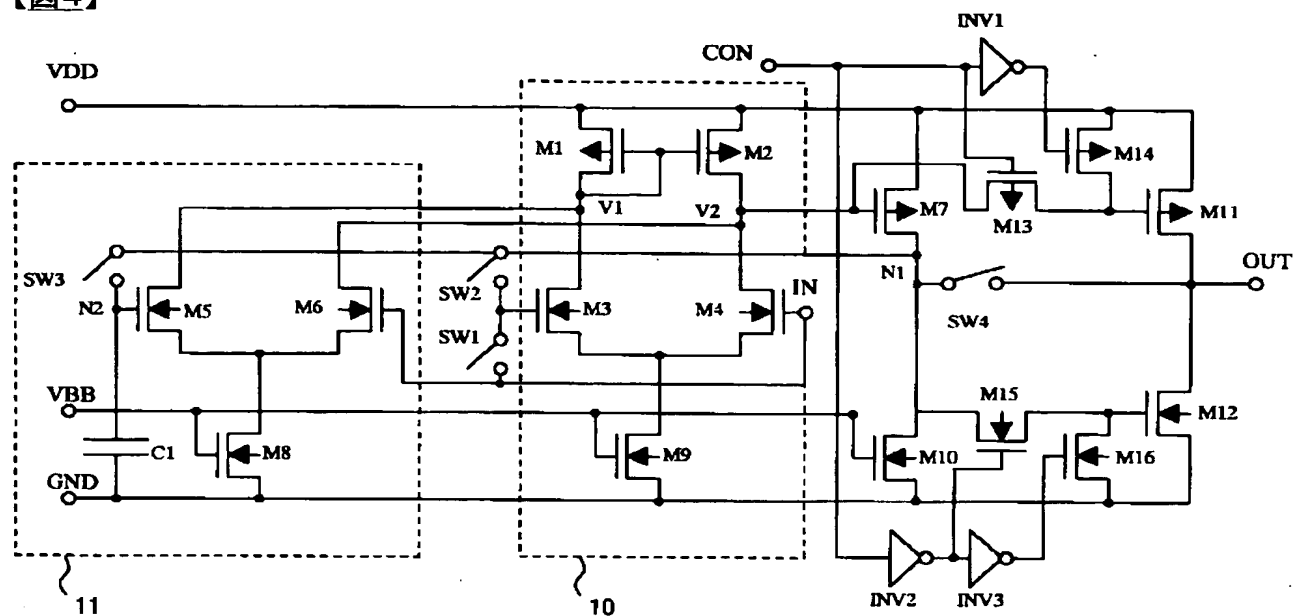 【図4】
INV1
CON
VDD
M1
M2
M14
V1
V2
M7
M13
M11
SW3
N1
OUT
SW2
IN
N2
M5
M6
M3
M4
SW4
SW1
VBB
M15
M12
C1
M8
M9
M10
M16
GND
INV2
INV3
11
10